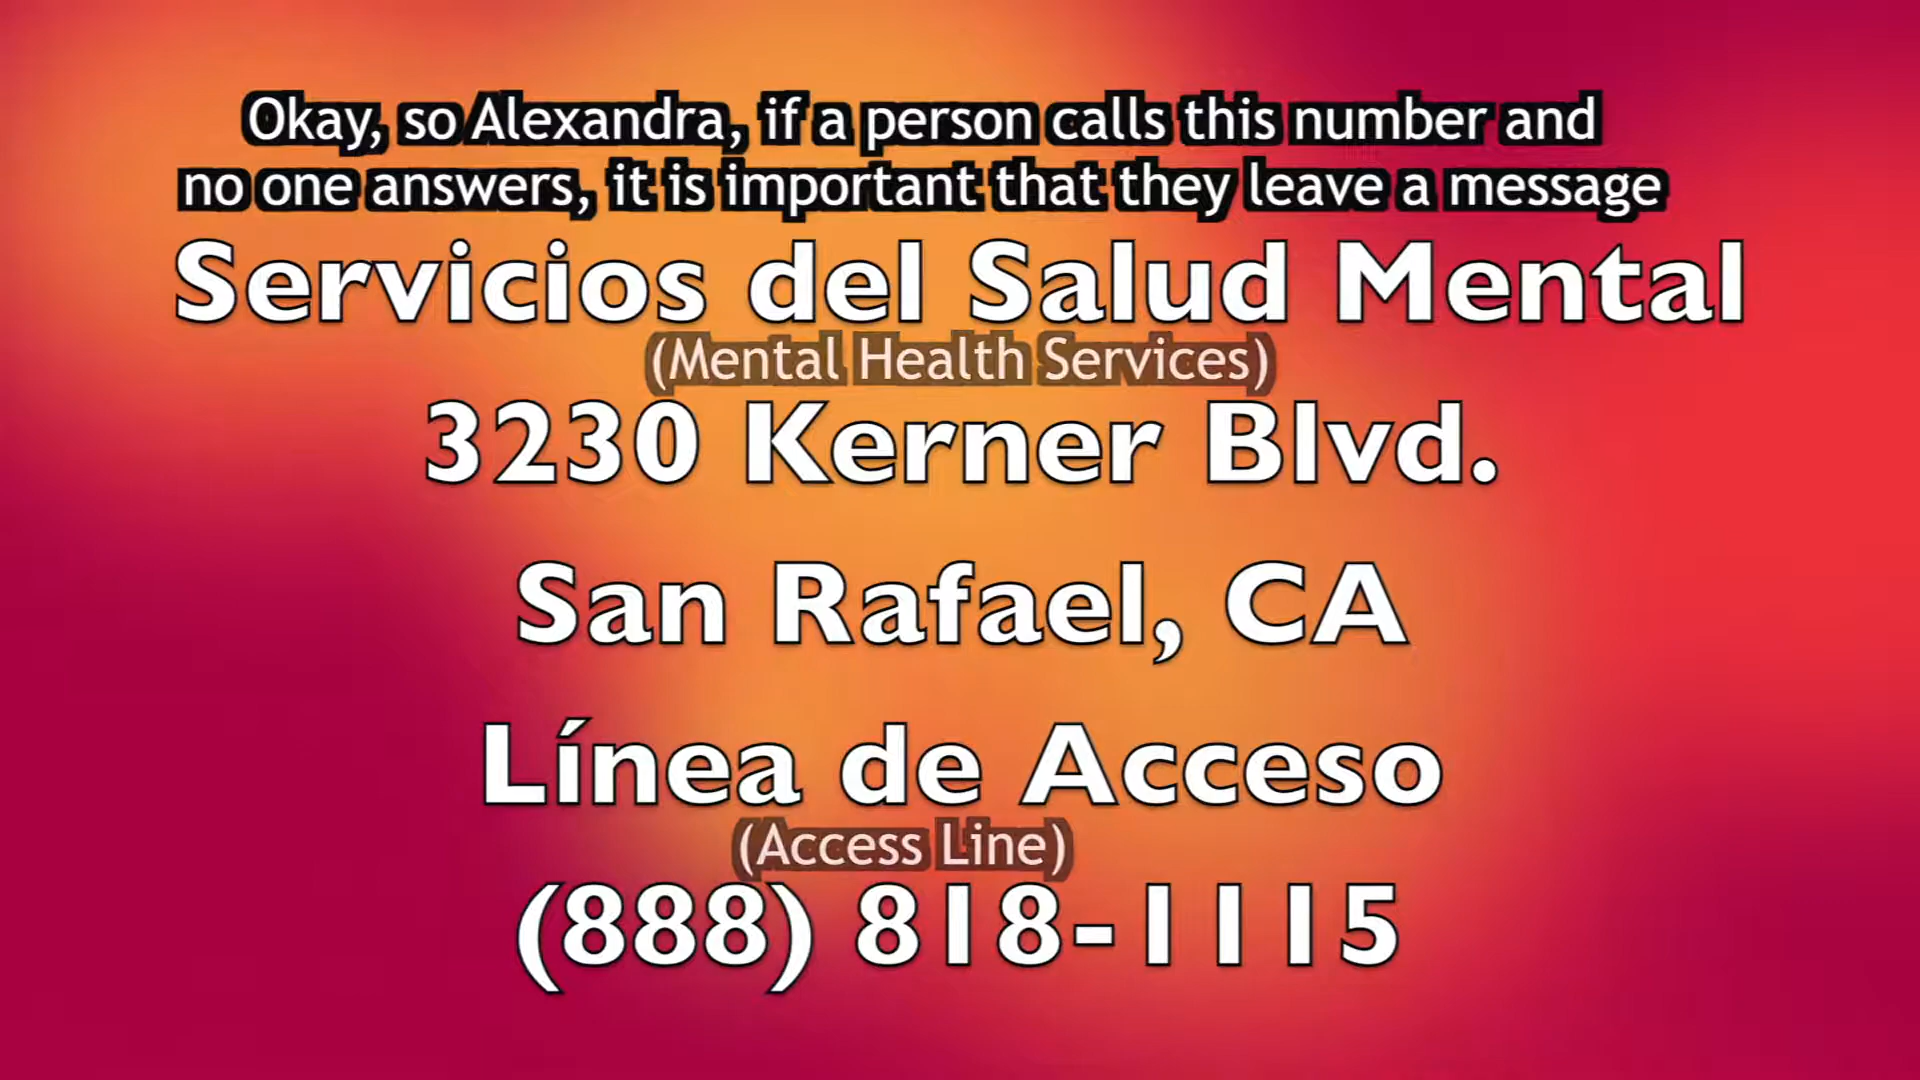 Okay, so Alexandra, if a person calls this number and
no one answers, it is important that they leave a message
Servicios del Salud Mental
(Mental Health Services)
3230 Kerner Blvd.
San Rafael, CA
Línea de Acceso
(Access Line)
(888) 818-1115